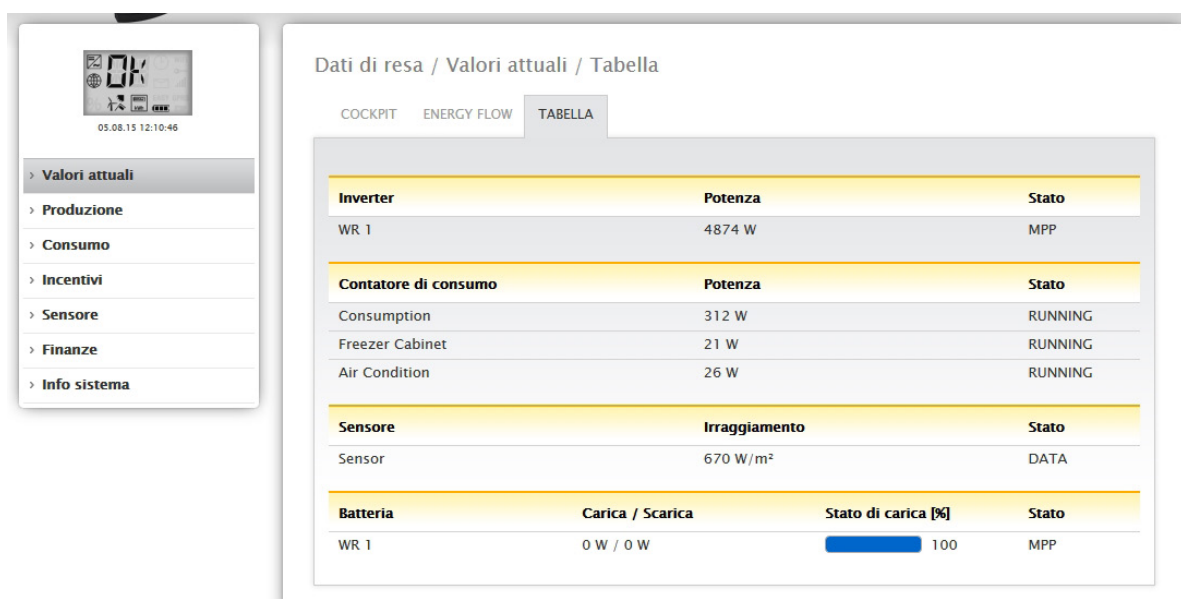 OK
05.08.15 12:10:46
› Valori attuali
› Produzione
› Consumo
› Incentivi
› Sensore
› Finanze
› Info sistema
Dati di resa / Valori attuali / Tabella
COCKPIT ENERGY FLOW TABELLA
Inverter Potenza Stato
WR 1 4874 W MPP
Contatore di consumo Potenza Stato
Consumption 312 W RUNNING
Freezer Cabinet 21 W RUNNING
Air Condition 26 W RUNNING
Sensore Irraggiamento Stato
Sensor 670 W/m² DATA
Batteria Carica / Scarica Stato di carica [%] Stato
WR 1 0 W / 0 W 100 MPP